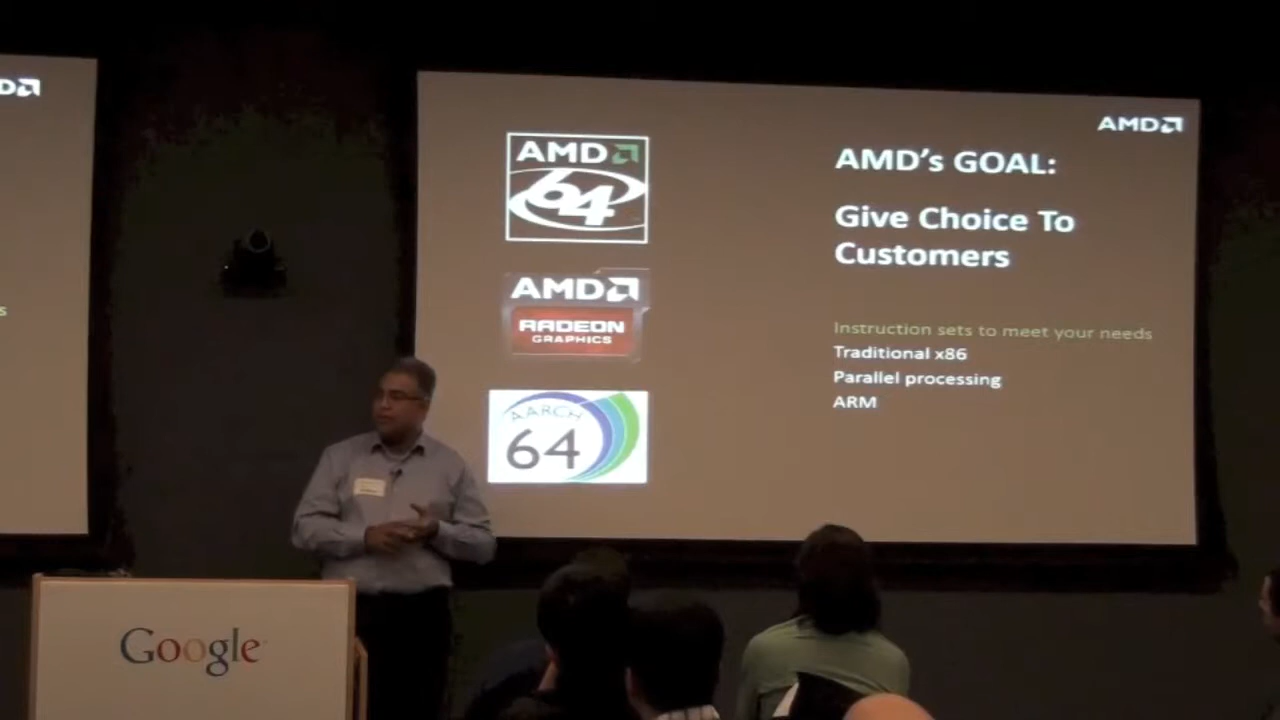 AMD
AMD
64
AMD
RADEON
GRAPHICS
AARCH
64
AMD
AMD's GOAL:
Give Choice To
Customers
Instruction sets to meet your needs
Traditional x86
Parallel processing
ARM
Google